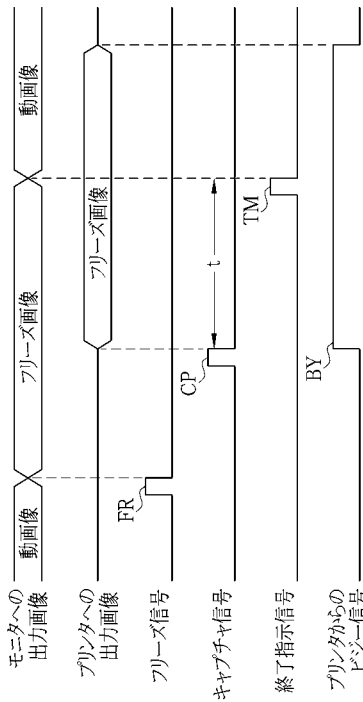 モニタへの
出力画像
動画像
フリーズ画像
動画像
プリンタへの
出力画像
フリーズ画像
フリーズ信号
FR
キャプチャ信号
CP
t
終了指示信号
TM
プリンタからの
ビジー信号
BY